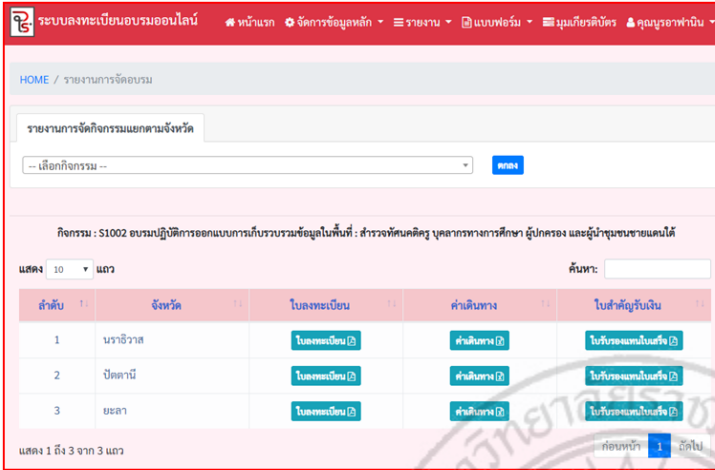 ระบบลงทะเบียนอบรมออนไลน์ หน้าแรก จัดการข้อมูลหลัก รายงาน แบบฟอร์ม มุมเกียรติบัตร คุณนูรอาฟานิน
HOME / รายงานการจัดอบรม
รายงานการจัดกิจกรรมแยกตามจังหวัด
-- เลือกกิจกรรม -- ตกลง
กิจกรรม : S1002 อบรมปฏิบัติการออกแบบการเก็บรวบรวมข้อมูลในพื้นที่ : สำรวจทัศนคติครู บุคลากรทางการศึกษา ผู้ปกครอง และผู้นำชุมชนชายแดนใต้
แสดง 10 แถว ค้นหา:
ลำดับ จังหวัด ใบลงทะเบียน ค่าเดินทาง ใบสำคัญรับเงิน
1 นราธิวาส ใบลงทะเบียน ค่าเดินทาง ใบรับรองแทนใบเสร็จ
2 ปัตตานี ใบลงทะเบียน ค่าเดินทาง ใบรับรองแทนใบเสร็จ
3 ยะลา ใบลงทะเบียน ค่าเดินทาง ใบรับรองแทนใบเสร็จ
แสดง 1 ถึง 3 จาก 3 แถว ก่อนหน้า 1 ถัดไป